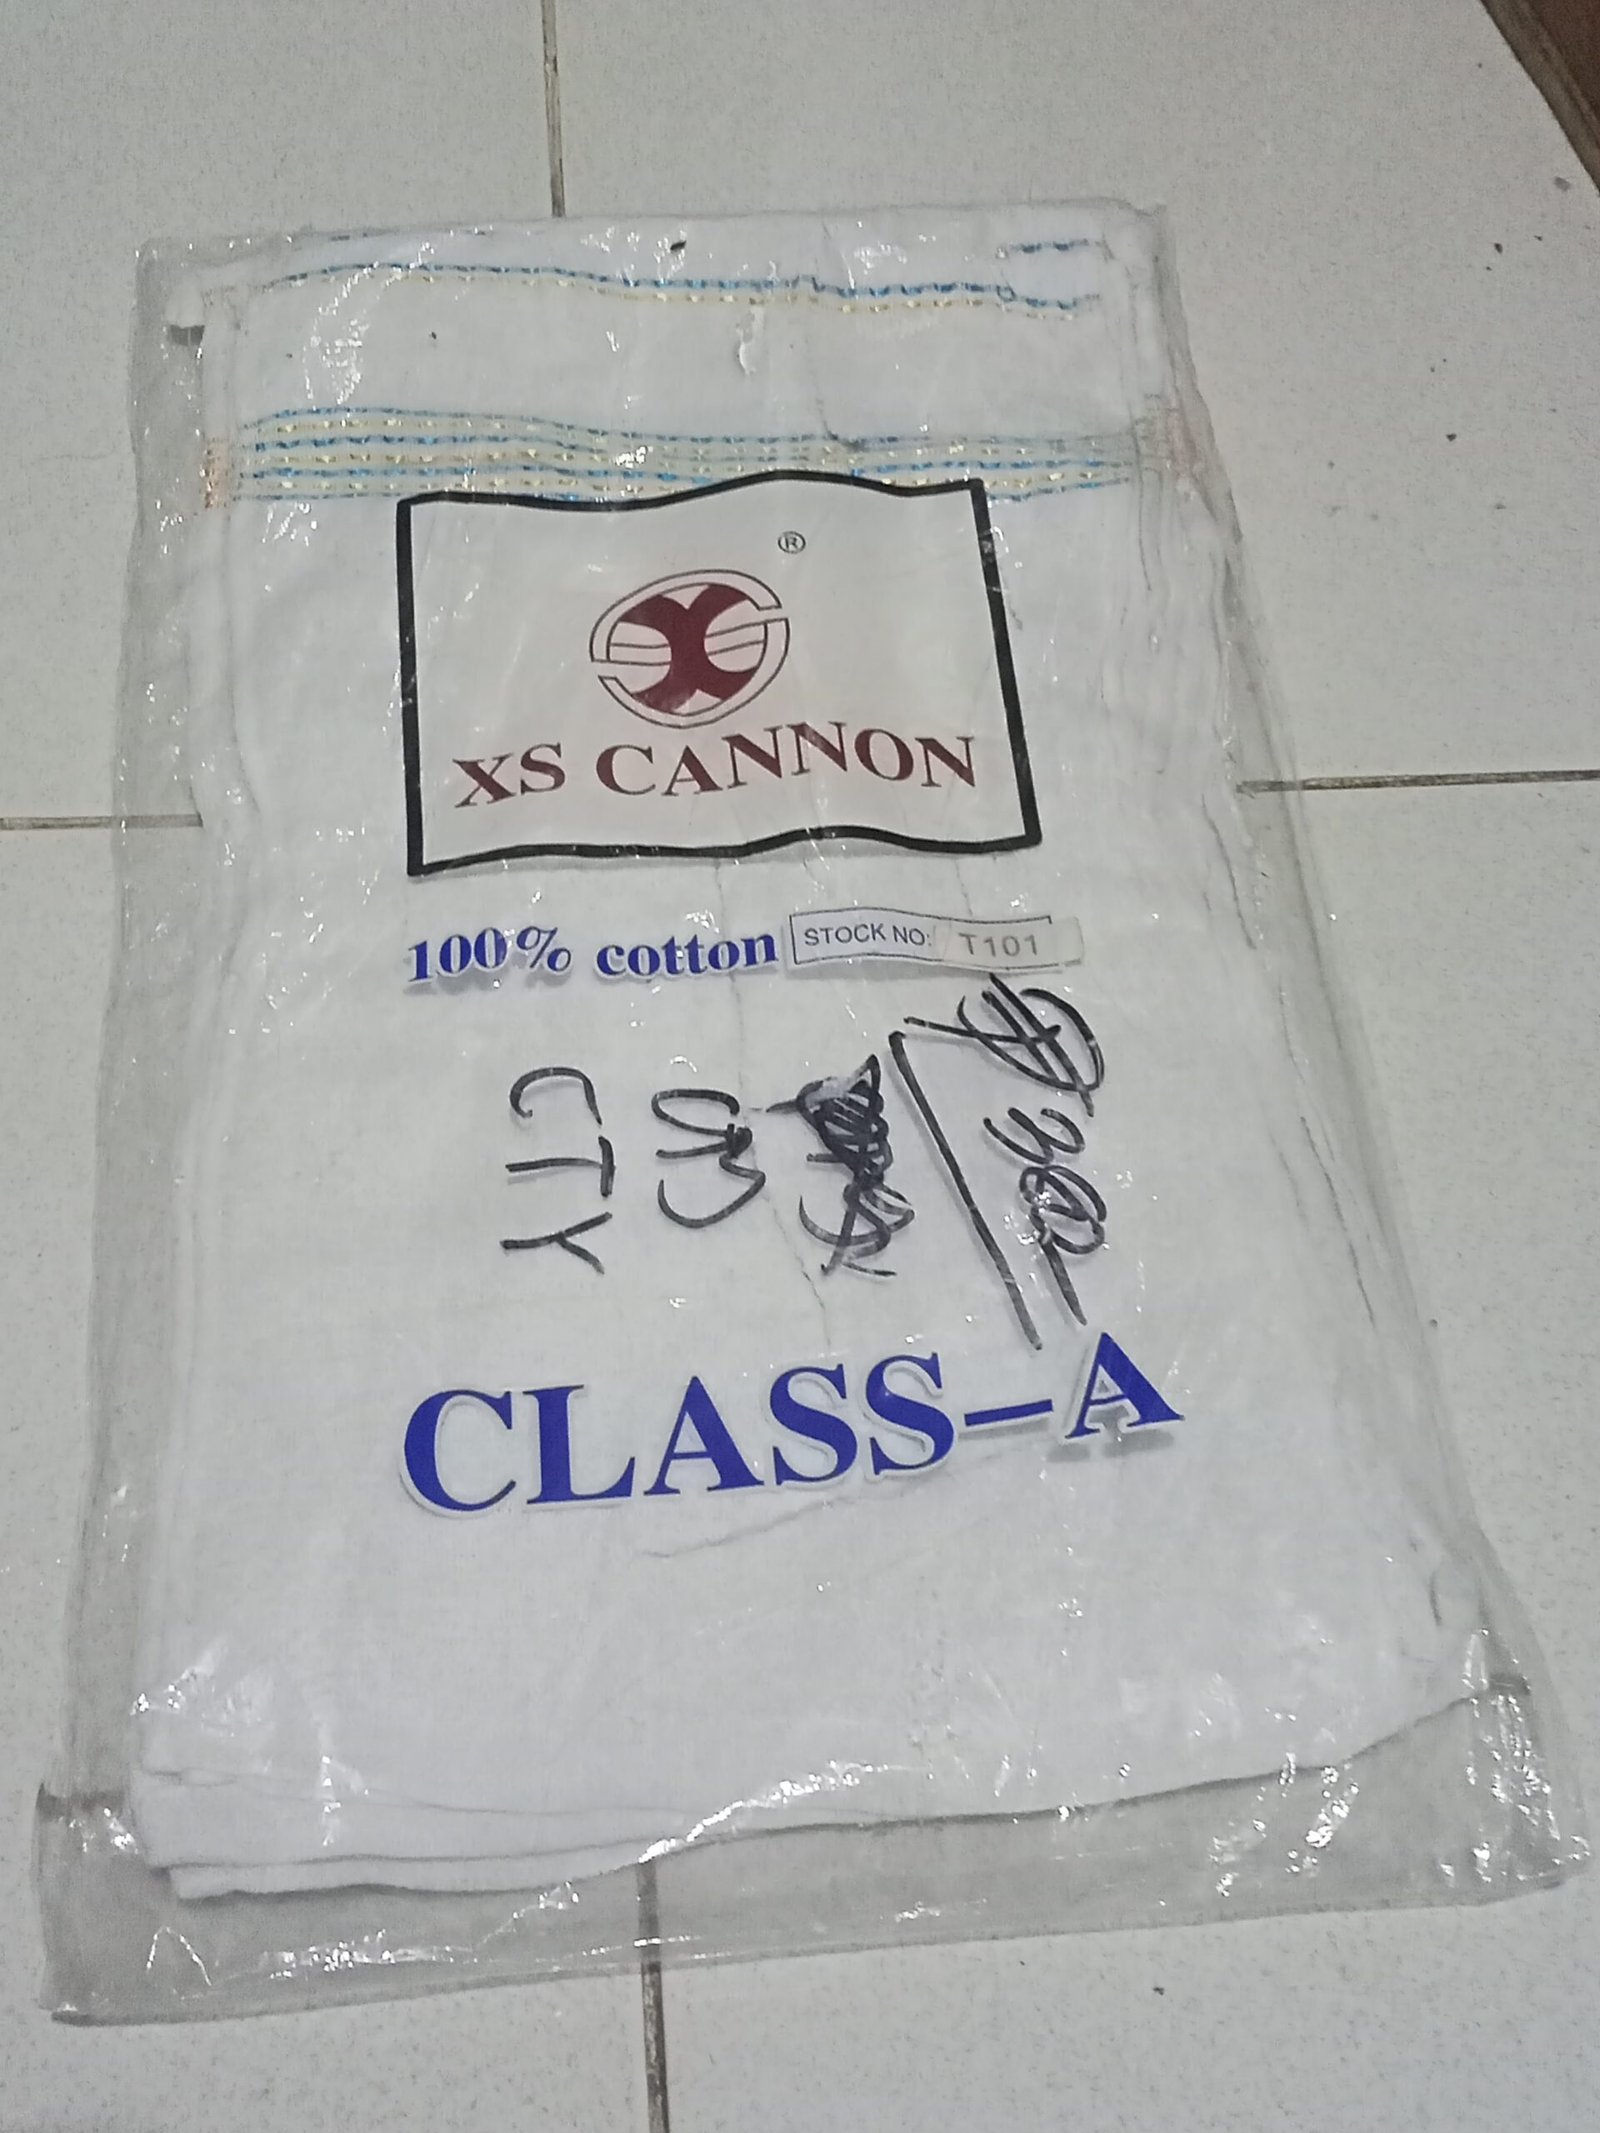 ®
XS CANNON
100% cotton
STOCK NO: T101
CTY
CLASS-A